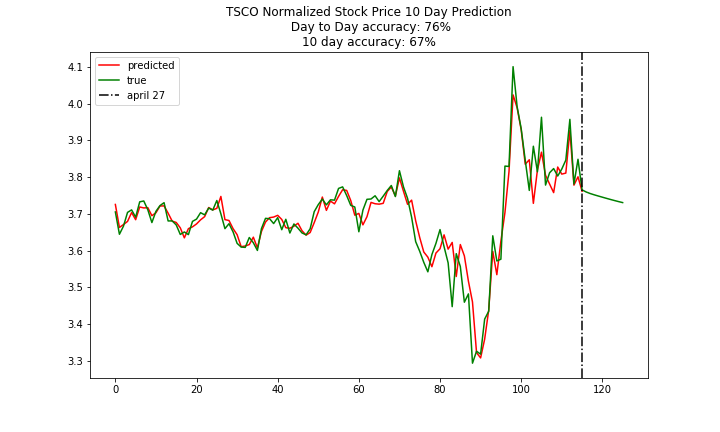 TSCO Normalized Stock Price 10 Day Prediction
Day to Day accuracy: 76%
10 day accuracy: 67%
predicted
true
april 27
4.1
4.0
3.9
3.8
3.7
3.6
3.5
3.4
3.3
0 20 40 60 80 100 120